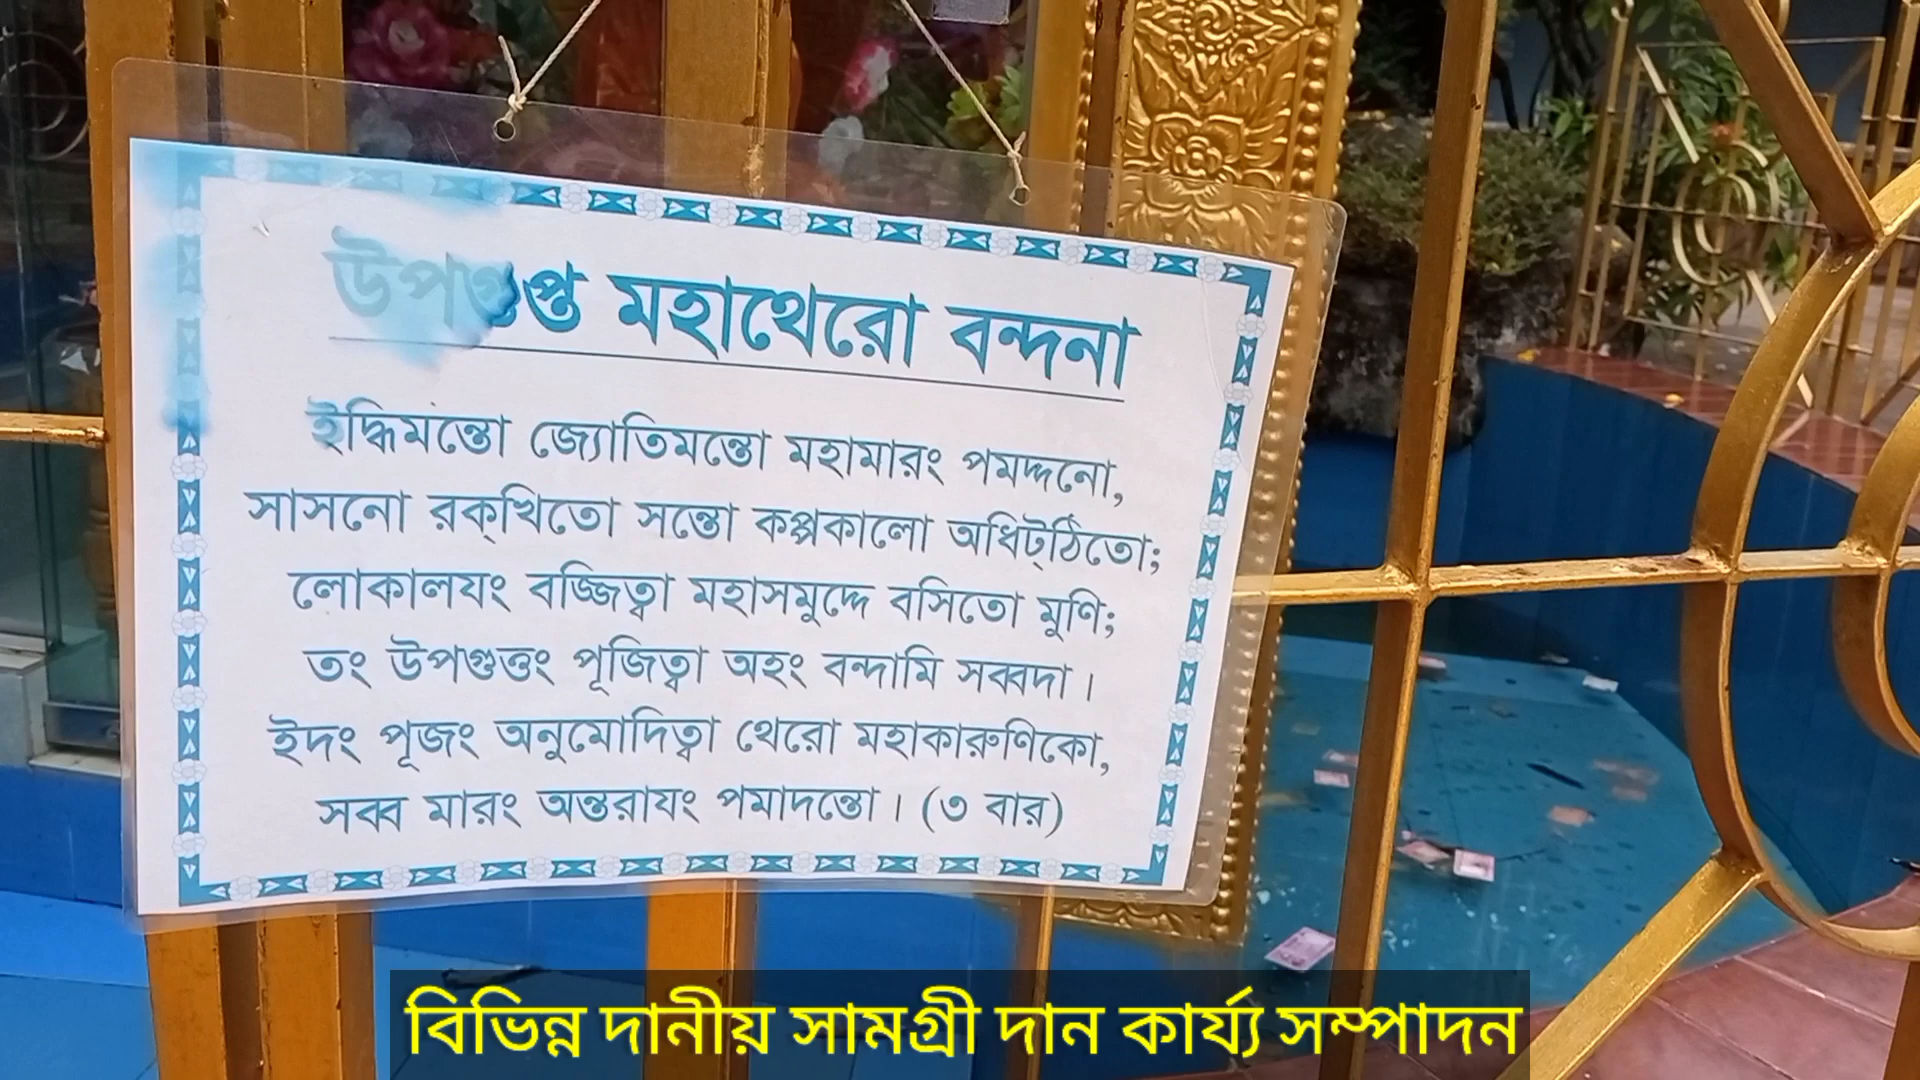 উপগুপ্ত মহাথেরো বন্দনা
ইদ্ধিমন্তো জ্যোতিমন্তো মহামারং পমদ্দনো,
সাসনো রক্‌খিতো সন্তো কপ্পকালো অধিট্‌ঠিতো;
লোকালযং বজ্জিত্বা মহাসমুদ্দে বসিতো মুণি;
তং উপগুত্তং পূজিত্বা অহং বন্দামি সব্বদা।
ইদং পূজং অনুমোদিত্বা থেরো মহাকারুণিকো,
সব্ব মারং অন্তরাযং পমাদন্তো। (৩ বার)
বিভিন্ন দানীয় সামগ্রী দান কার্য্য সম্পাদন